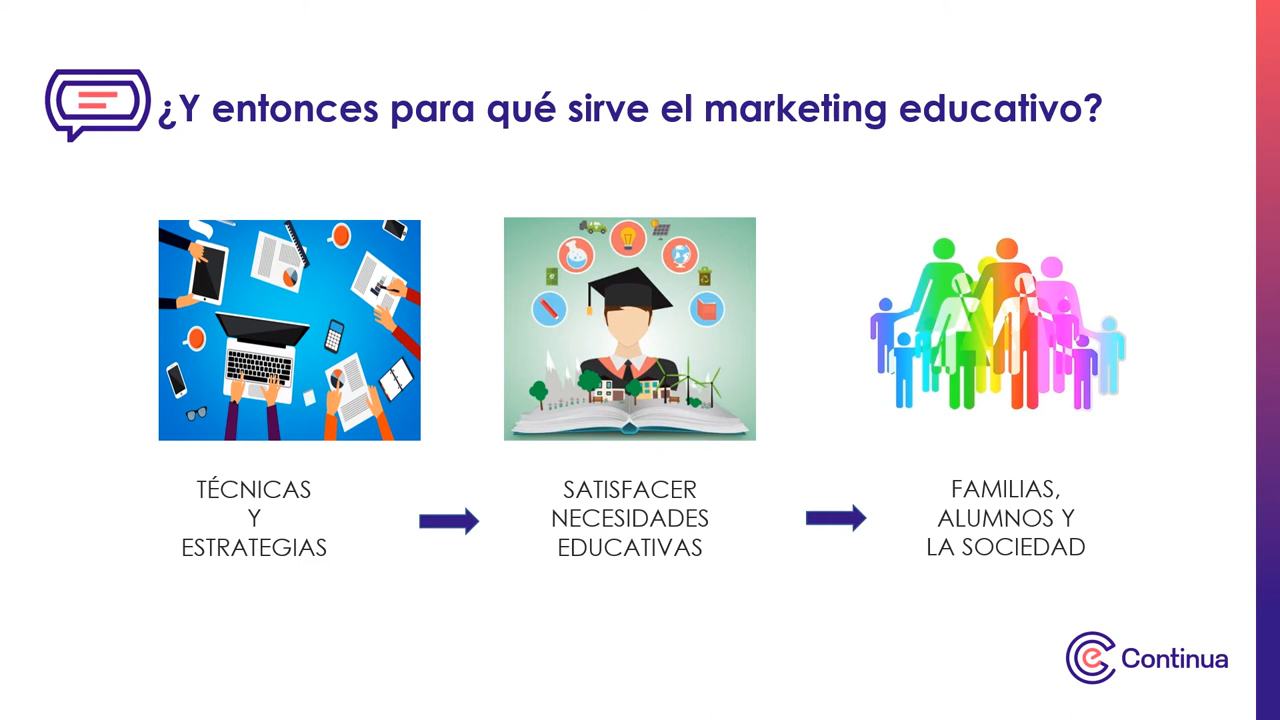 ¿Y entonces para qué sirve el marketing educativo?
TÉCNICAS
Y
ESTRATEGIAS
SATISFACER
NECESIDADES
EDUCATIVAS
FAMILIAS,
ALUMNOS Y
LA SOCIEDAD
e Continua